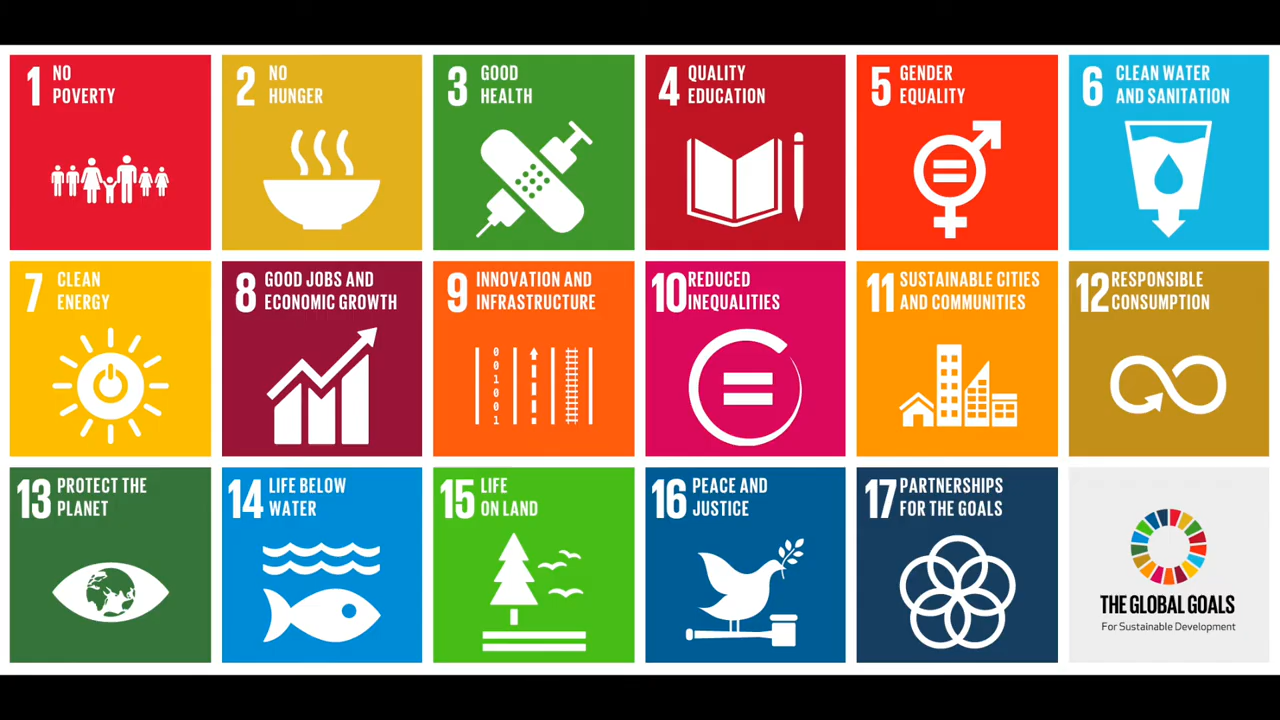 1 NO
POVERTY
2 NO
HUNGER
3 GOOD
HEALTH
4 QUALITY
EDUCATION
5 GENDER
EQUALITY
6 CLEAN WATER
AND SANITATION
7 CLEAN
ENERGY
8 GOOD JOBS AND
ECONOMIC GROWTH
9 INNOVATION AND
INFRASTRUCTURE
0
0
1
0
0
1
10 REDUCED
INEQUALITIES
11 SUSTAINABLE CITIES
AND COMMUNITIES
12 RESPONSIBLE
CONSUMPTION
13 PROTECT THE
PLANET
14 LIFE BELOW
WATER
15 LIFE
ON LAND
16 PEACE AND
JUSTICE
17 PARTNERSHIPS
FOR THE GOALS
THE GLOBAL GOALS
For Sustainable Development